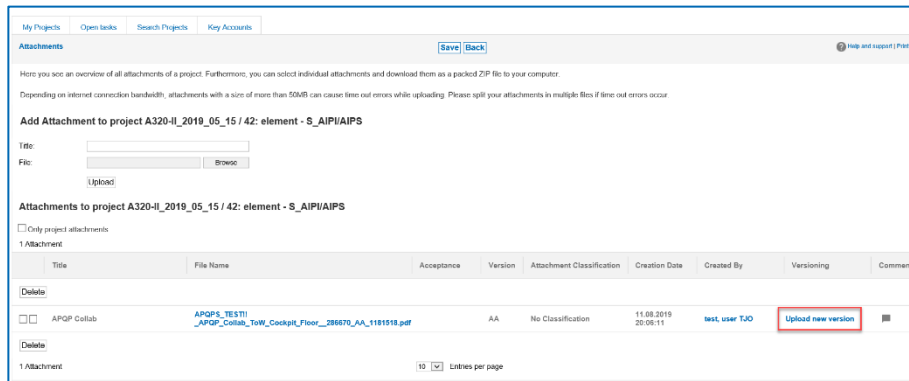 My Projects Open tasks Search Projects Key Accounts
Attachments Save Back Help and support | Print
Here you see an overview of all attachments of a project. Furthermore, you can select individual attachments and download them as a packed ZIP file to your computer.
Depending on internet connection bandwidth, attachments with a size of more than 50MB can cause time out errors while uploading. Please split your attachments in multiple files if time out errors occur.
Add Attachment to project A320-II_2019_05_15 / 42: element - S_AIPI/AIPS
Title:
File: Browse
Upload
Attachments to project A320-II_2019_05_15 / 42: element - S_AIPI/AIPS
Only project attachments
1 Attachment
Title File Name Acceptance Version Attachment Classification Creation Date Created By Versioning Commen
Delete
APQP Collab APQPS_TEST!! AA No Classification 11.08.2019 test, user TJO Upload new version
_APQP_Collab_ToW_Cockpit_Floor__286670_AA_1181518.pdf 20:06:11
Delete
1 Attachment 10 Entries per page